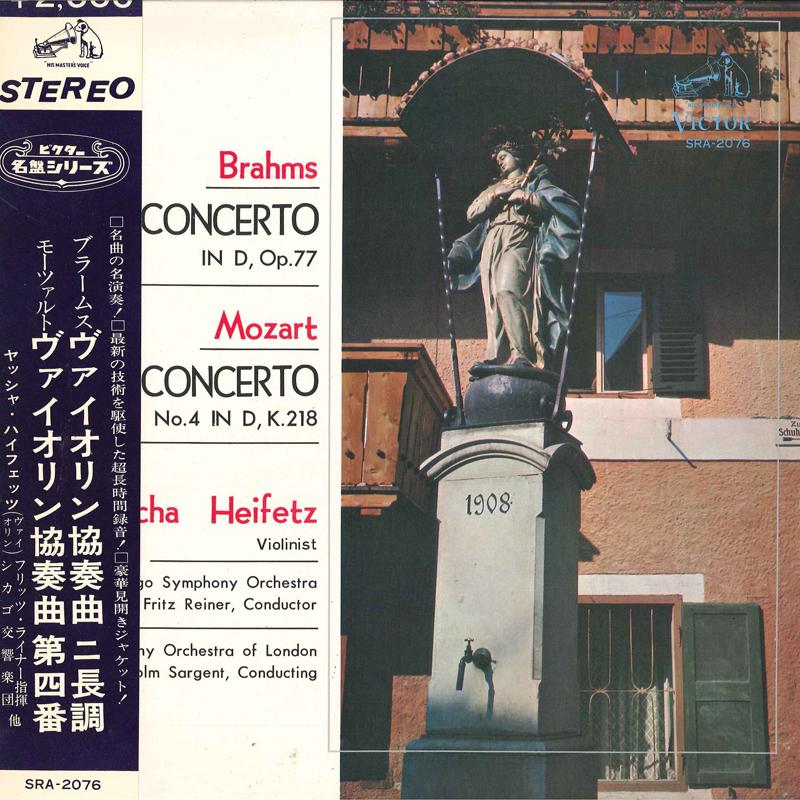 "HIS MASTER'S VOICE"
STEREO
ビクター
名盤シリーズ
□名曲の名演奏!□最新の技術を駆使した超長時間録音!□豪華見開きジャケット!
ブラームス ヴァイオリン協奏曲 ニ長調
モーツァルト ヴァイオリン協奏曲 第四番
ヤッシャ・ハイフェッツ(ヴァイオリン)
フリッツ・ライナー指揮 他
シカゴ交響楽団
SRA-2076
Brahms
CONCERTO
IN D, Op.77
Mozart
CONCERTO
No.4 IN D, K.218
cha Heifetz
Violinist
go Symphony Orchestra
Fritz Reiner, Conductor
ny Orchestra of London
olm Sargent, Conducting
VICTOR
SRA-2076
1908